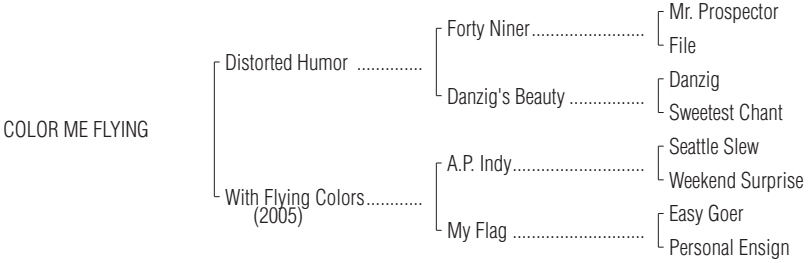 Mr. Prospector
Forty Niner........................
File
Distorted Humor ..............
Danzig
Danzig's Beauty ................
Sweetest Chant
COLOR ME FLYING
Seattle Slew
A.P. Indy............................
Weekend Surprise
With Flying Colors............
(2005)
Easy Goer
My Flag ............................
Personal Ensign